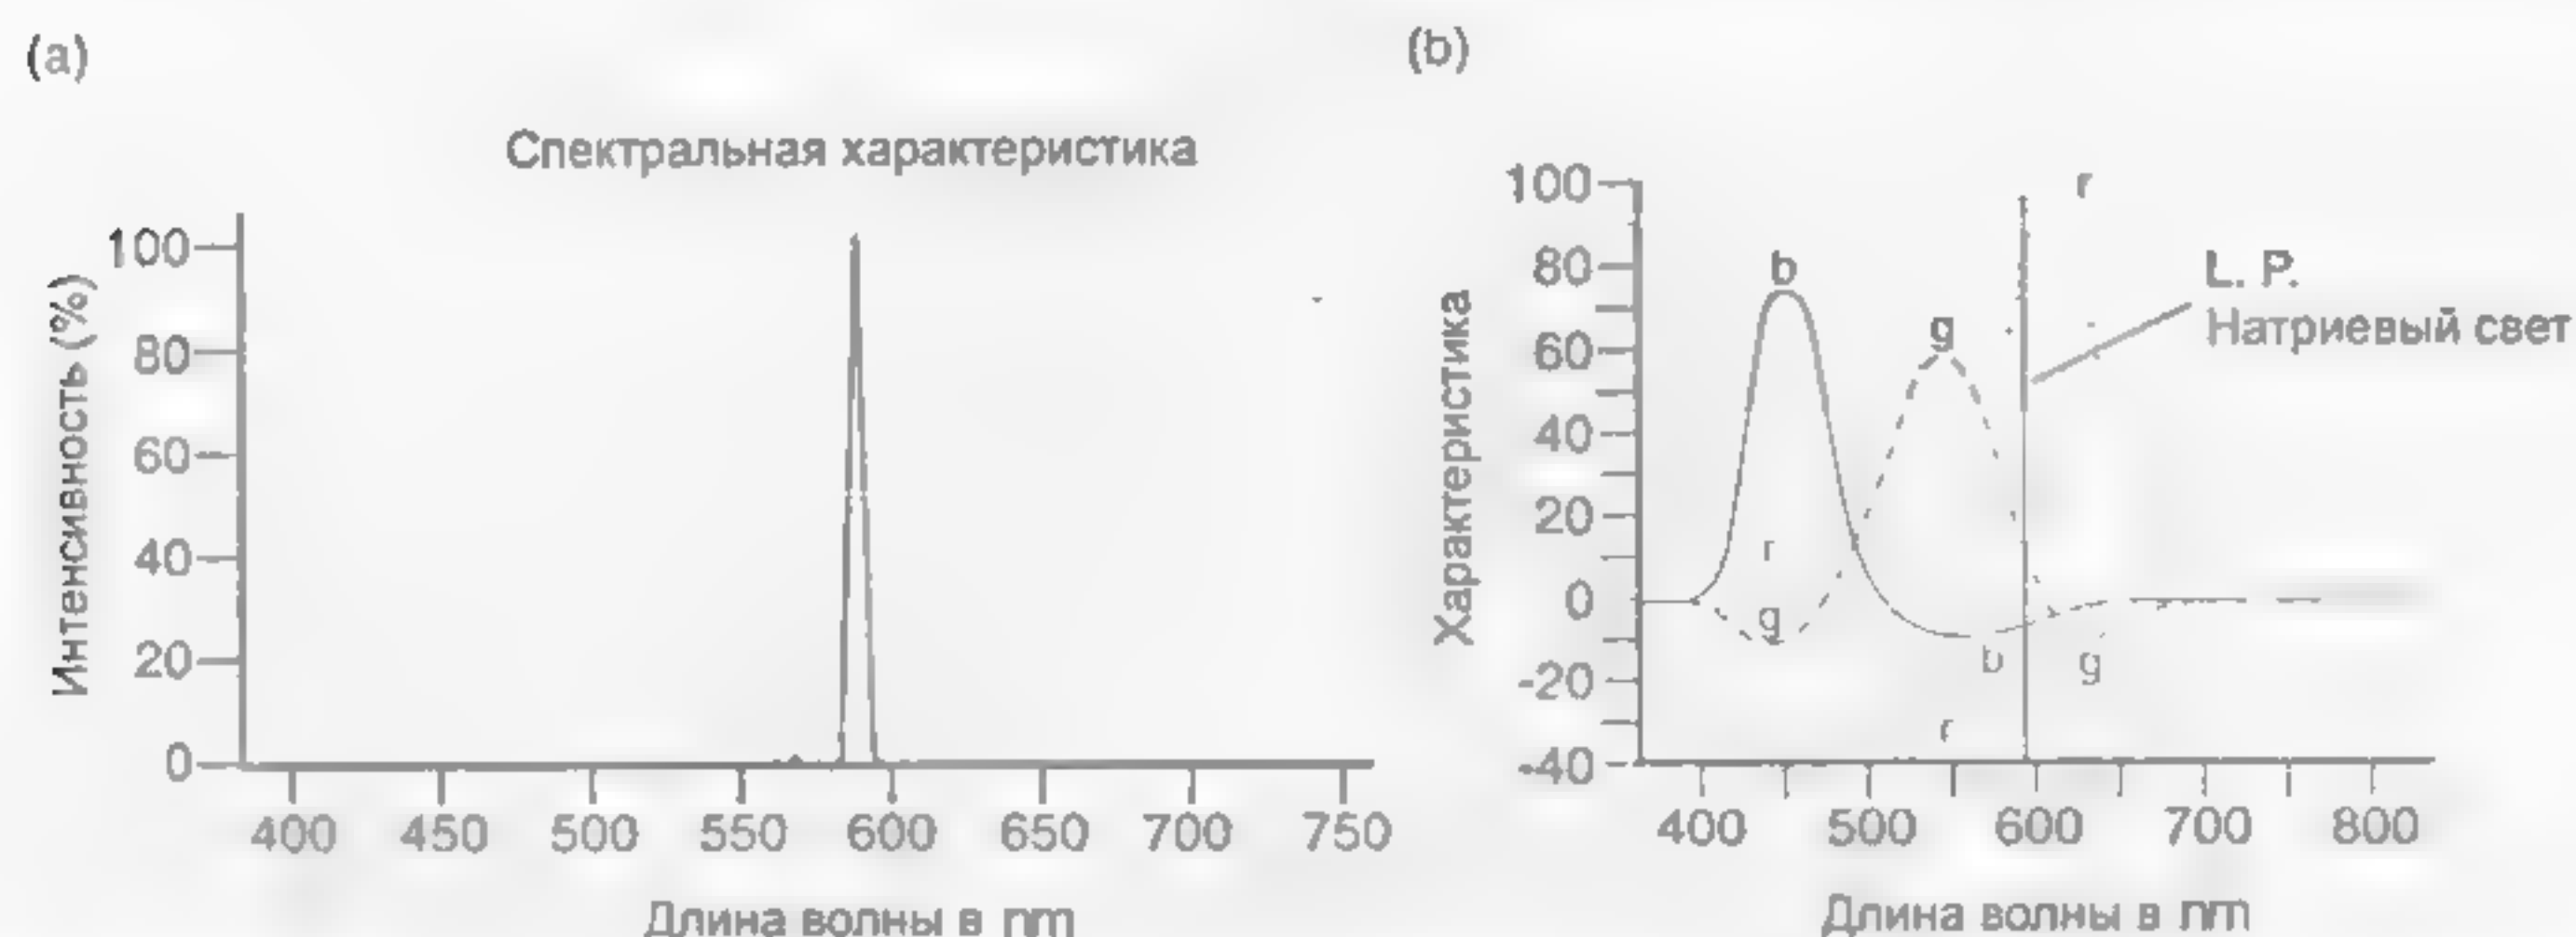 (a)
Спектральная характеристика
Интенсивность (%)
100
80
60
40
20
0
400 450 500 550 600 650 700 750
Длина волны в nm
(b)
Характеристика
100
80
60
40
20
0
-20
-40
r
b
g
L. P.
Натриевый свет
r
g
b
g
r
400 500 600 700 800
Длина волны в nm